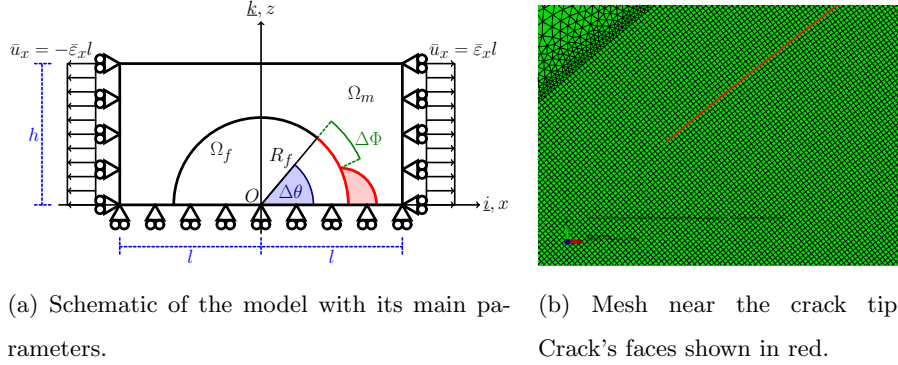 k, z
ū_x = −ε̄_x l
ū_x = ε̄_x l
Ω_m
h
Ω_f
R_f
ΔΦ
O
Δθ
i, x
l
l
(a) Schematic of the model with its main pa-
rameters.
(b) Mesh near the crack tip
Crack's faces shown in red.